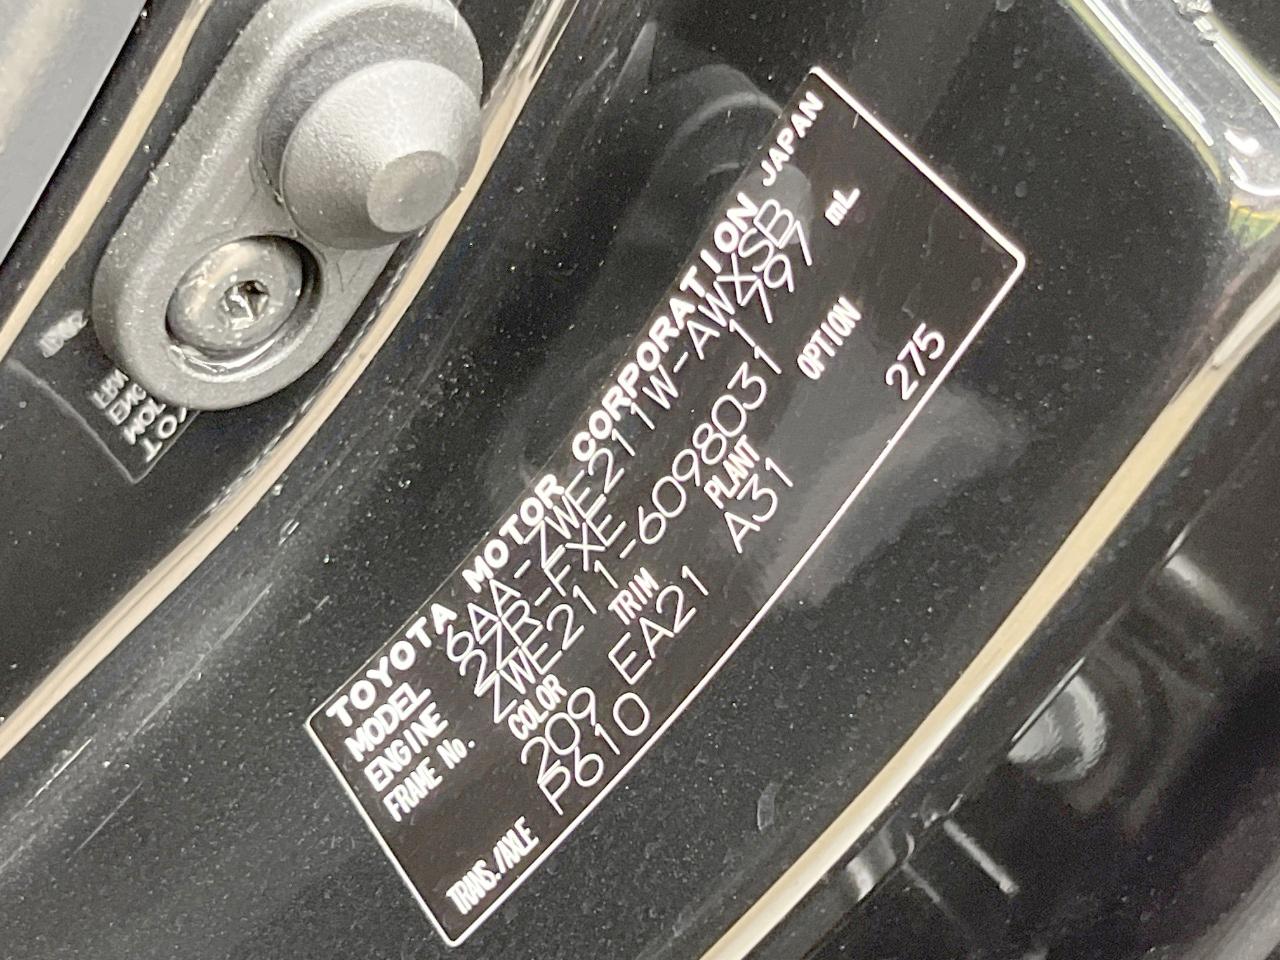 TOYOTA MOTOR CORPORATION JAPAN
MODEL 6AA-ZWE211W-AWXSB
ENGINE 2ZR-FXE 1797 mL
FRAME No. ZWE211-6098031
COLOR TRIM PLANT OPTION
209 EA21 A31 275
TRANS./AXLE P610